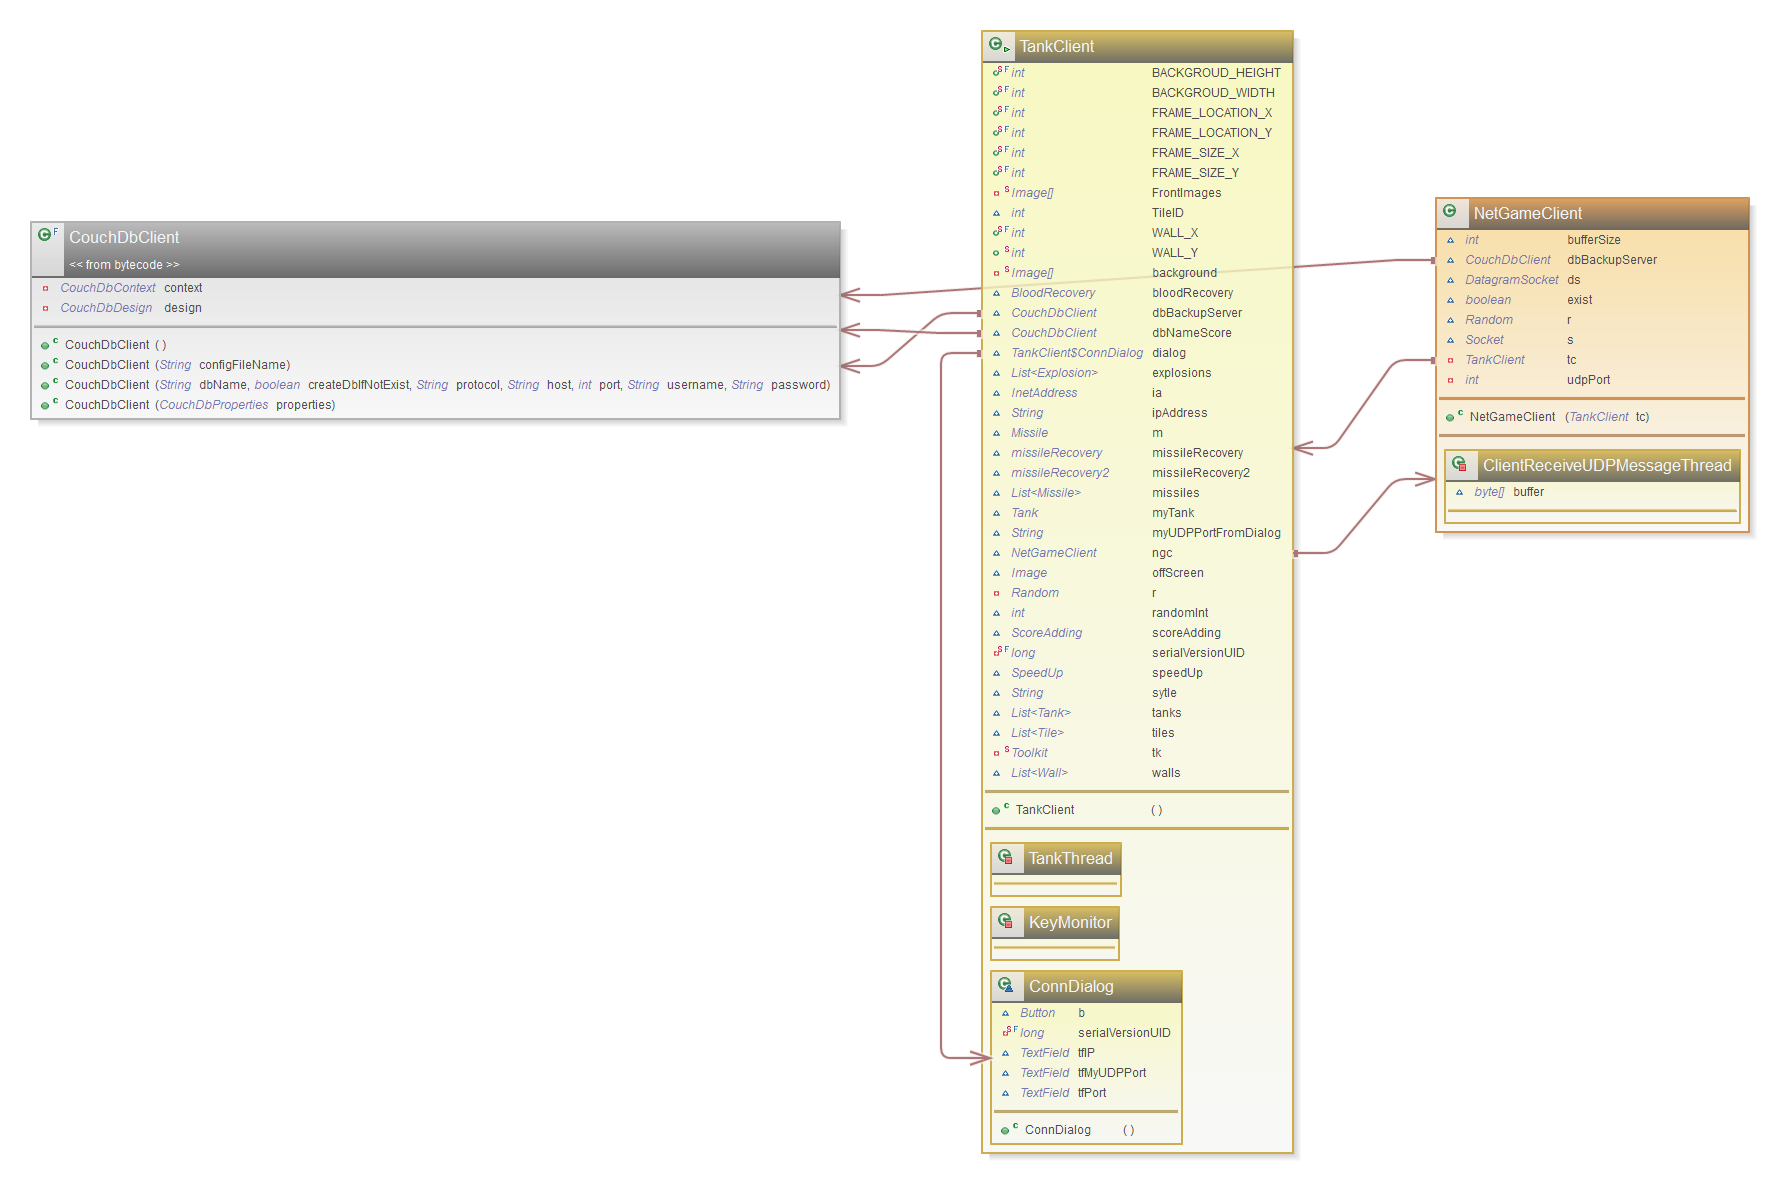 CouchDbClient
<< from bytecode >>
CouchDbContext context
CouchDbDesign design
CouchDbClient ( )
CouchDbClient (String configFileName)
CouchDbClient (String dbName, boolean createDbIfNotExist, String protocol, String host, int port, String username, String password)
CouchDbClient (CouchDbProperties properties)
TankClient
int BACKGROUD_HEIGHT
int BACKGROUD_WIDTH
int FRAME_LOCATION_X
int FRAME_LOCATION_Y
int FRAME_SIZE_X
int FRAME_SIZE_Y
Image[] FrontImages
int TileID
int WALL_X
int WALL_Y
Image[] background
BloodRecovery bloodRecovery
CouchDbClient dbBackupServer
CouchDbClient dbNameScore
TankClient$ConnDialog dialog
List<Explosion> explosions
InetAddress ia
String ipAddress
Missile m
missileRecovery missileRecovery
missileRecovery2 missileRecovery2
List<Missile> missiles
Tank myTank
String myUDPPortFromDialog
NetGameClient ngc
Image offScreen
Random r
int randomInt
ScoreAdding scoreAdding
long serialVersionUID
SpeedUp speedUp
String sytle
List<Tank> tanks
List<Tile> tiles
Toolkit tk
List<Wall> walls
TankClient ( )
TankThread
KeyMonitor
ConnDialog
Button b
long serialVersionUID
TextField tfIP
TextField tfMyUDPPort
TextField tfPort
ConnDialog ( )
NetGameClient
int bufferSize
CouchDbClient dbBackupServer
DatagramSocket ds
boolean exist
Random r
Socket s
TankClient tc
int udpPort
NetGameClient (TankClient tc)
ClientReceiveUDPMessageThread
byte[] buffer